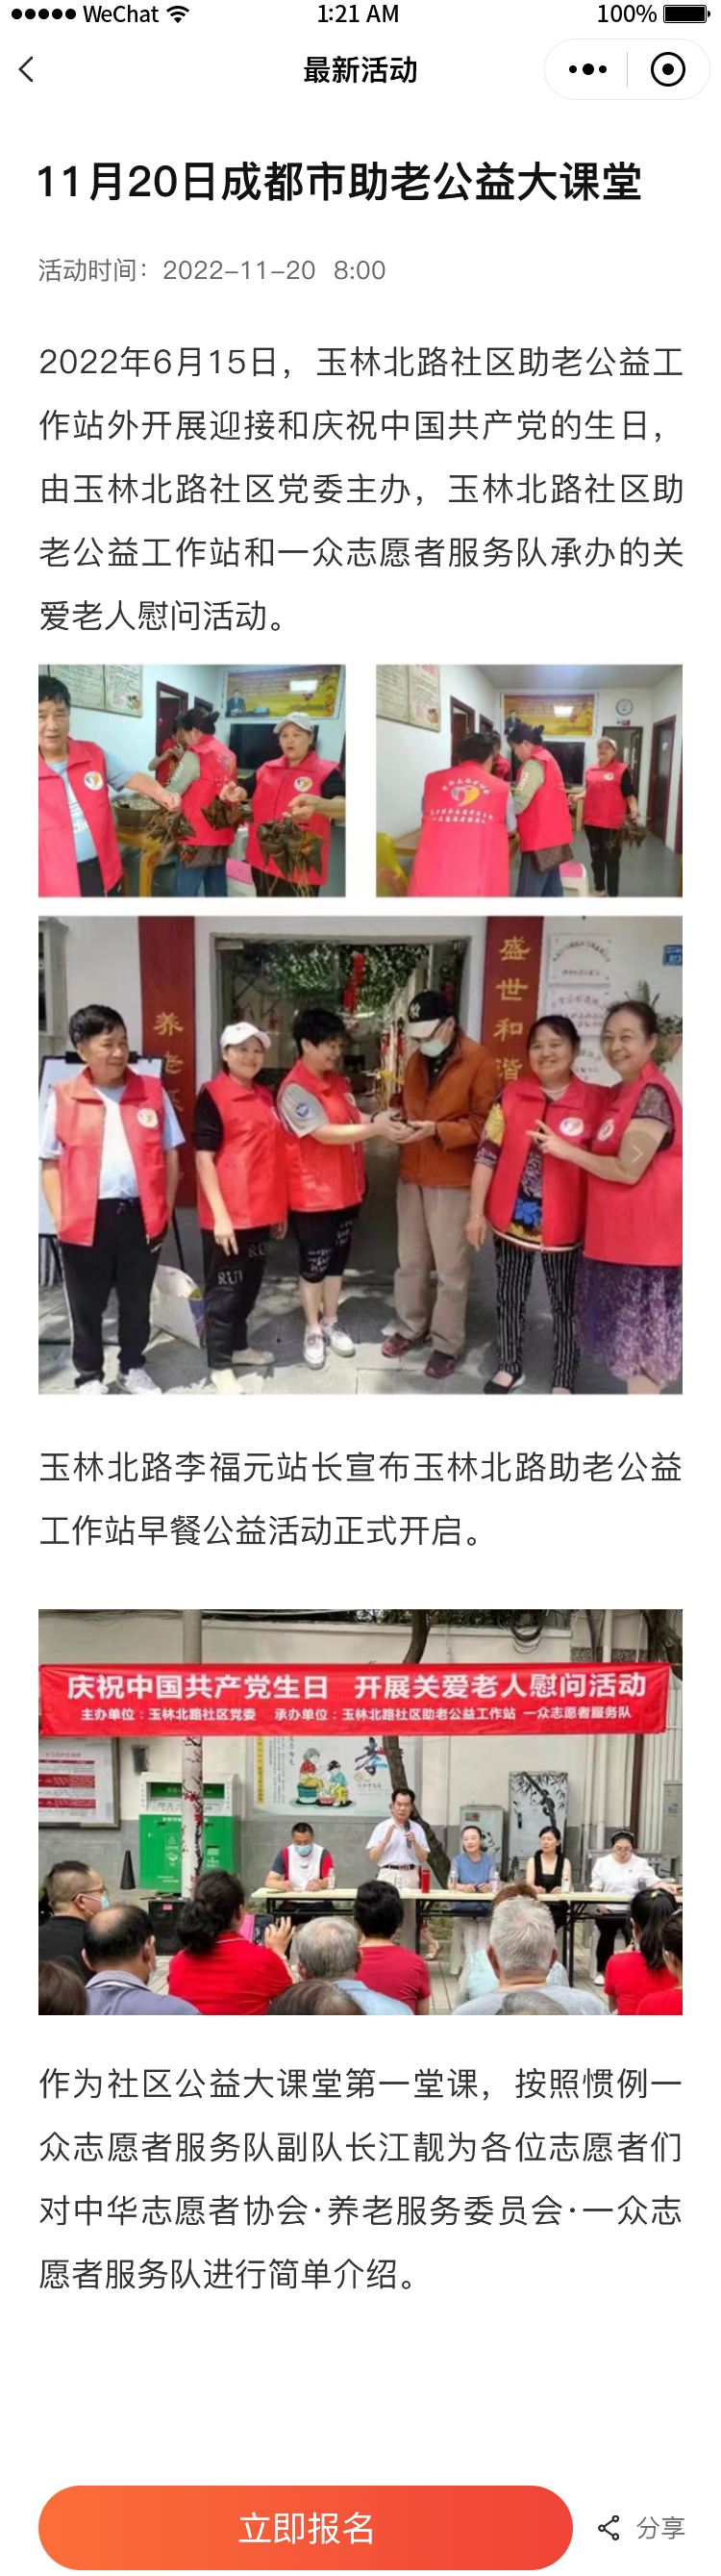 WeChat 1:21 AM 100%
最新活动
11月20日成都市助老公益大课堂
活动时间：2022-11-20 8:00
2022年6月15日，玉林北路社区助老公益工
作站外开展迎接和庆祝中国共产党的生日，
由玉林北路社区党委主办，玉林北路社区助
老公益工作站和一众志愿者服务队承办的关
爱老人慰问活动。
养老
盛世和谐
RUI
玉林北路李福元站长宣布玉林北路助老公益
工作站早餐公益活动正式开启。
庆祝中国共产党生日 开展关爱老人慰问活动
主办单位：玉林北路社区党委 承办单位：玉林北路社区助老公益工作站 一众志愿者服务队
孝
作为社区公益大课堂第一堂课，按照惯例一
众志愿者服务队副队长江靓为各位志愿者们
对中华志愿者协会·养老服务委员会·一众志
愿者服务队进行简单介绍。
立即报名
分享